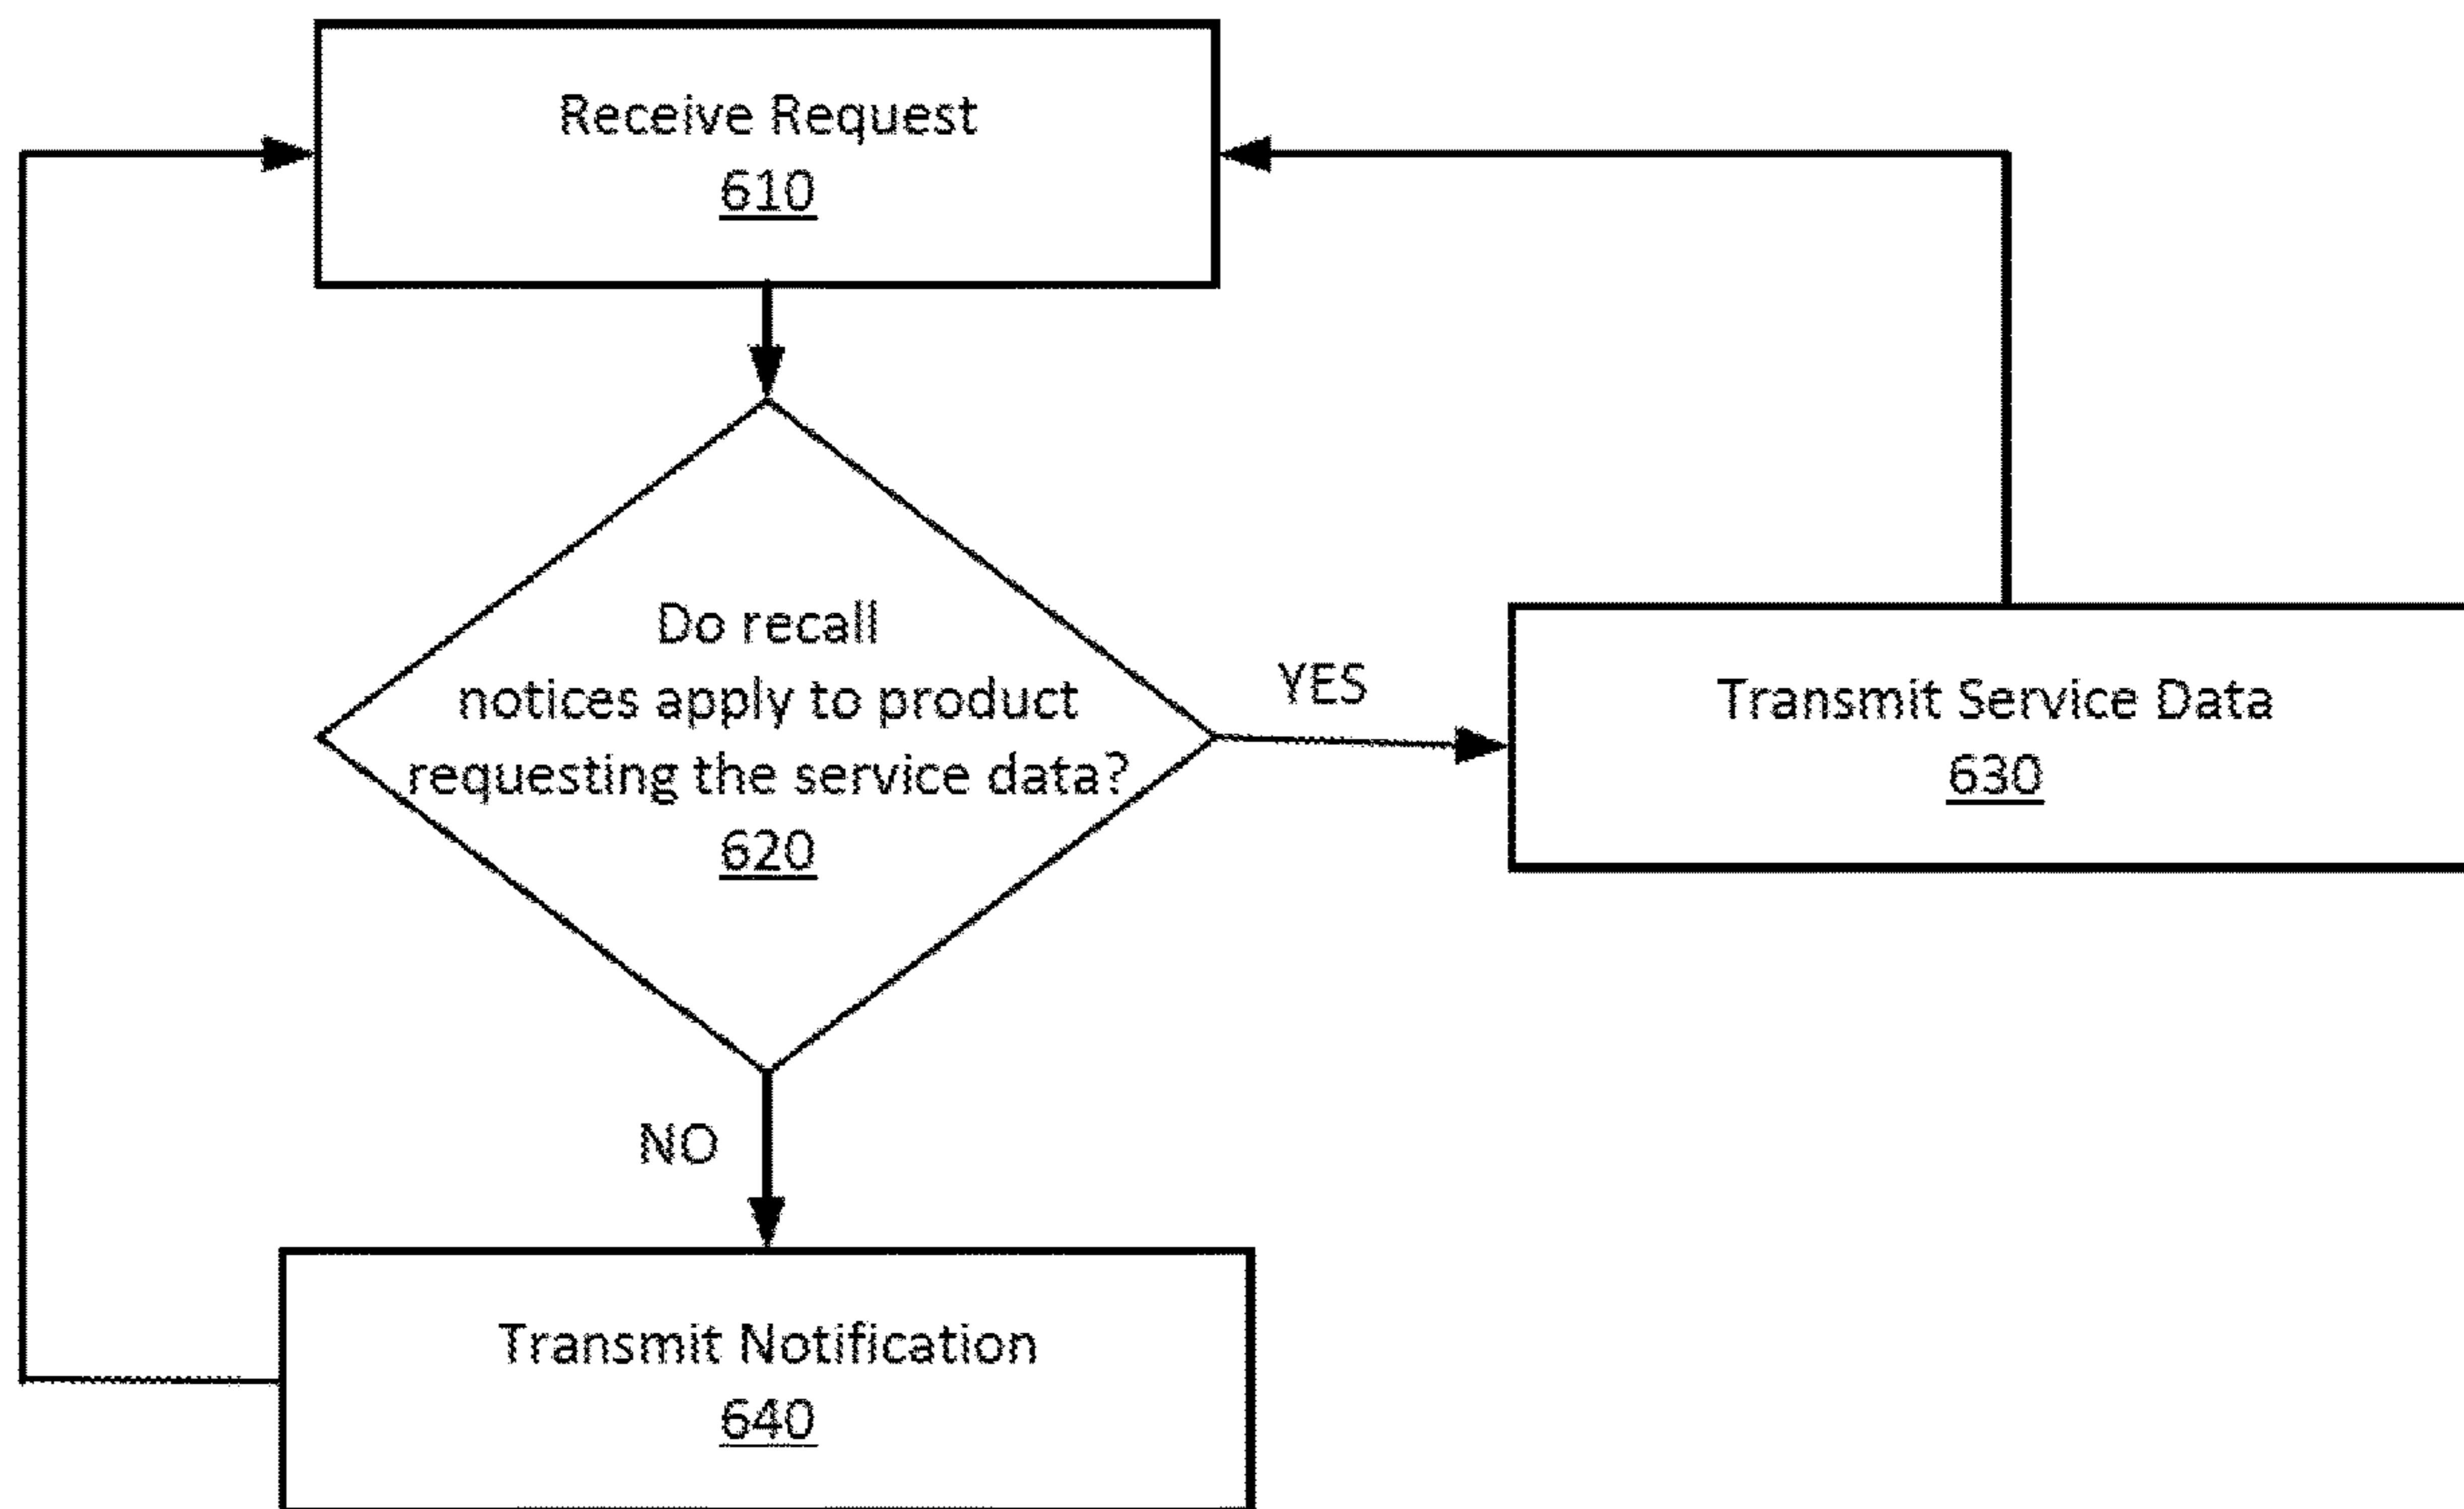 Receive Request
610
Do recall
notices apply to product
requesting the service data?
620
YES
Transmit Service Data
630
NO
Transmit Notification
640